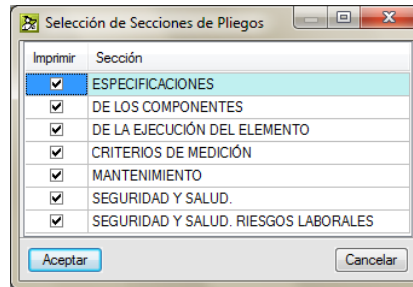 Selección de Secciones de Pliegos
Imprimir Sección
ESPECIFICACIONES
DE LOS COMPONENTES
DE LA EJECUCIÓN DEL ELEMENTO
CRITERIOS DE MEDICIÓN
MANTENIMIENTO
SEGURIDAD Y SALUD.
SEGURIDAD Y SALUD. RIESGOS LABORALES
Aceptar Cancelar